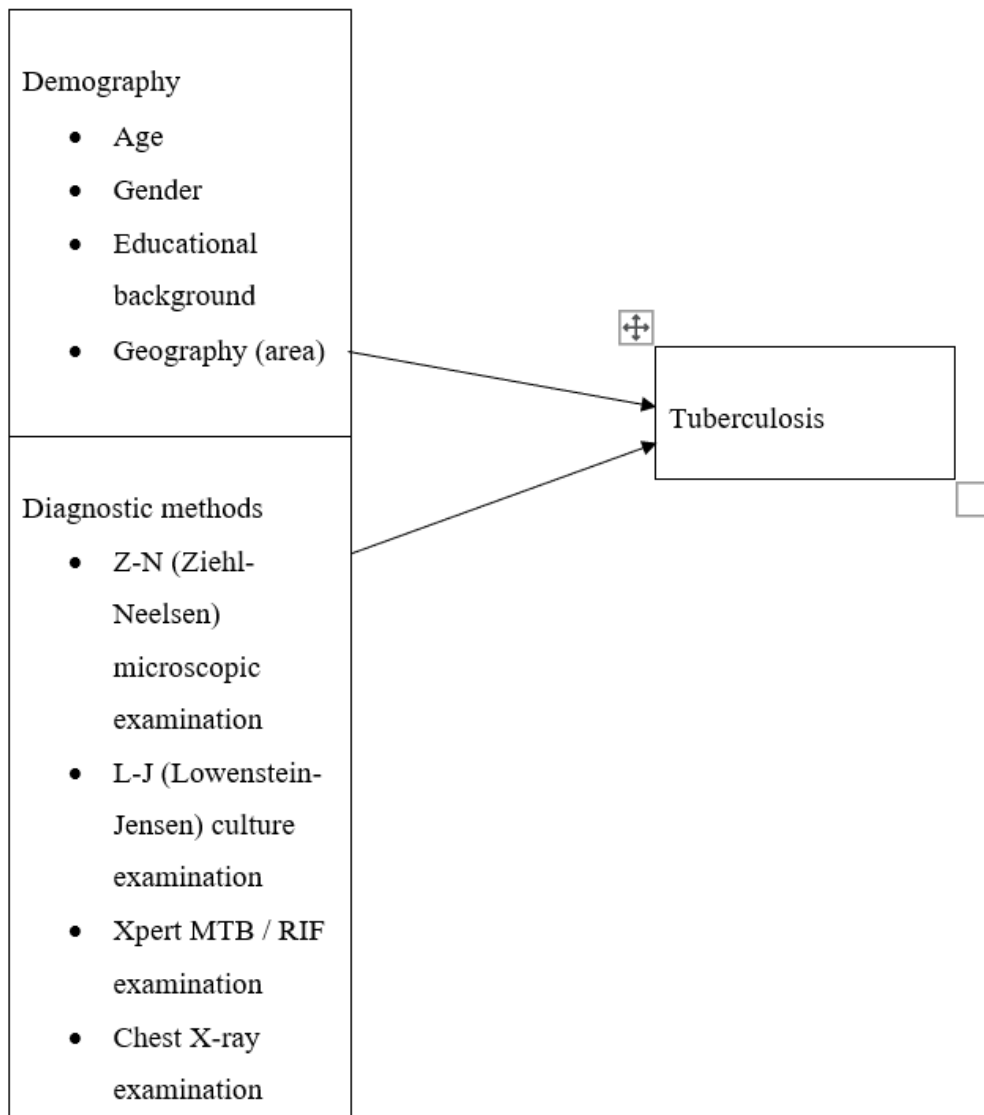 Demography
• Age
• Gender
• Educational
background
• Geography (area)
Tuberculosis
Diagnostic methods
• Z-N (Ziehl-
Neelsen)
microscopic
examination
• L-J (Lowenstein-
Jensen) culture
examination
• Xpert MTB / RIF
examination
• Chest X-ray
examination